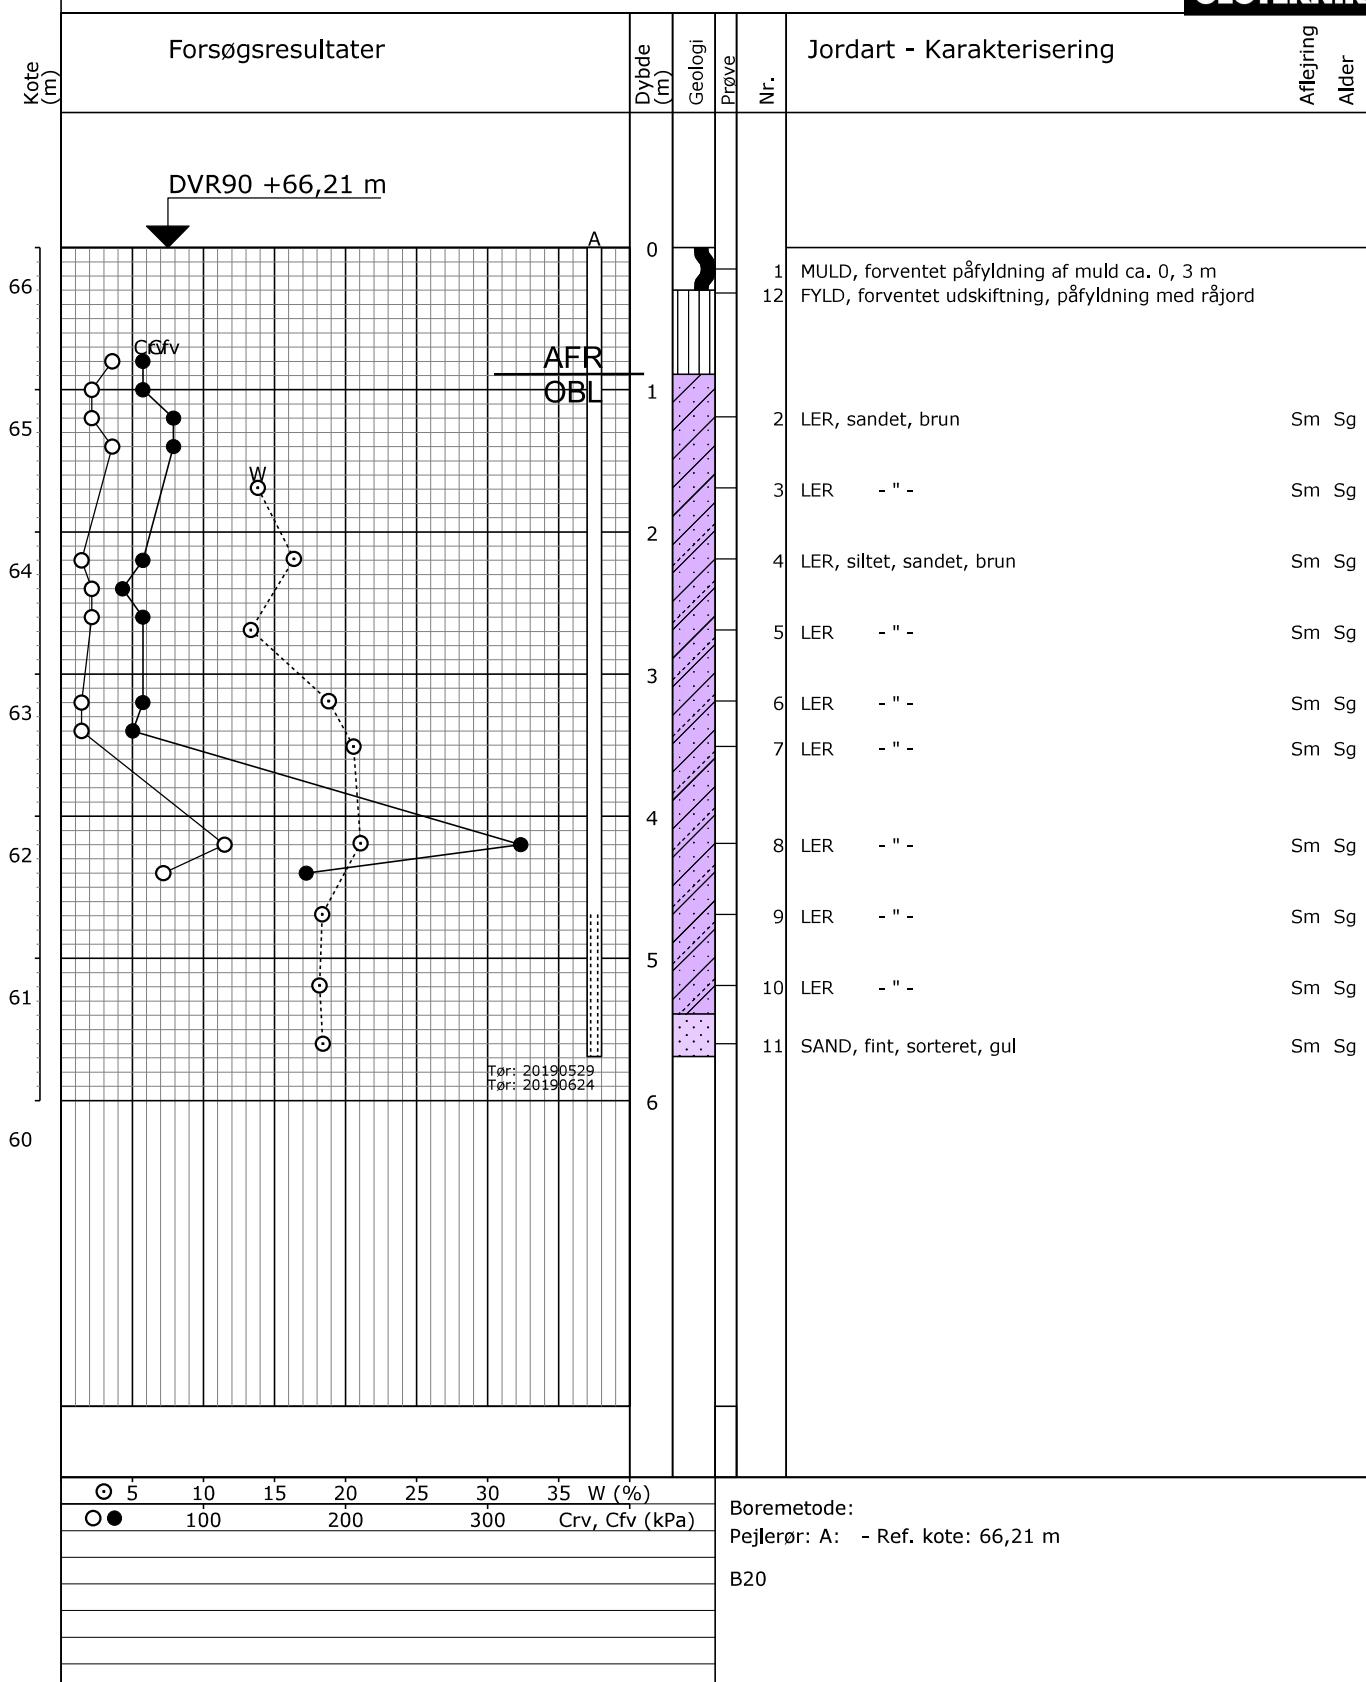 Kote (m)
Forsøgsresultater
Dybde (m)
Geologi
Prøve
Nr.
Jordart - Karakterisering
Aflejring
Alder
DVR90 +66,21 m
A
0
1 MULD, forventet påfyldning af muld ca. 0, 3 m
66
12 FYLD, forventet udskiftning, påfyldning med råjord
Crv Cfv
AFR
OBL
1
65
2 LER, sandet, brun Sm Sg
W
3 LER - " - Sm Sg
2
64
4 LER, siltet, sandet, brun Sm Sg
5 LER - " - Sm Sg
3
63
6 LER - " - Sm Sg
7 LER - " - Sm Sg
4
62
8 LER - " - Sm Sg
9 LER - " - Sm Sg
5
61
10 LER - " - Sm Sg
11 SAND, fint, sorteret, gul Sm Sg
Tør: 20190529
Tør: 20190624
6
60
5 10 15 20 25 30 35 W (%)
100 200 300 Crv, Cfv (kPa)
Boremetode:
Pejlerør: A: - Ref. kote: 66,21 m
B20